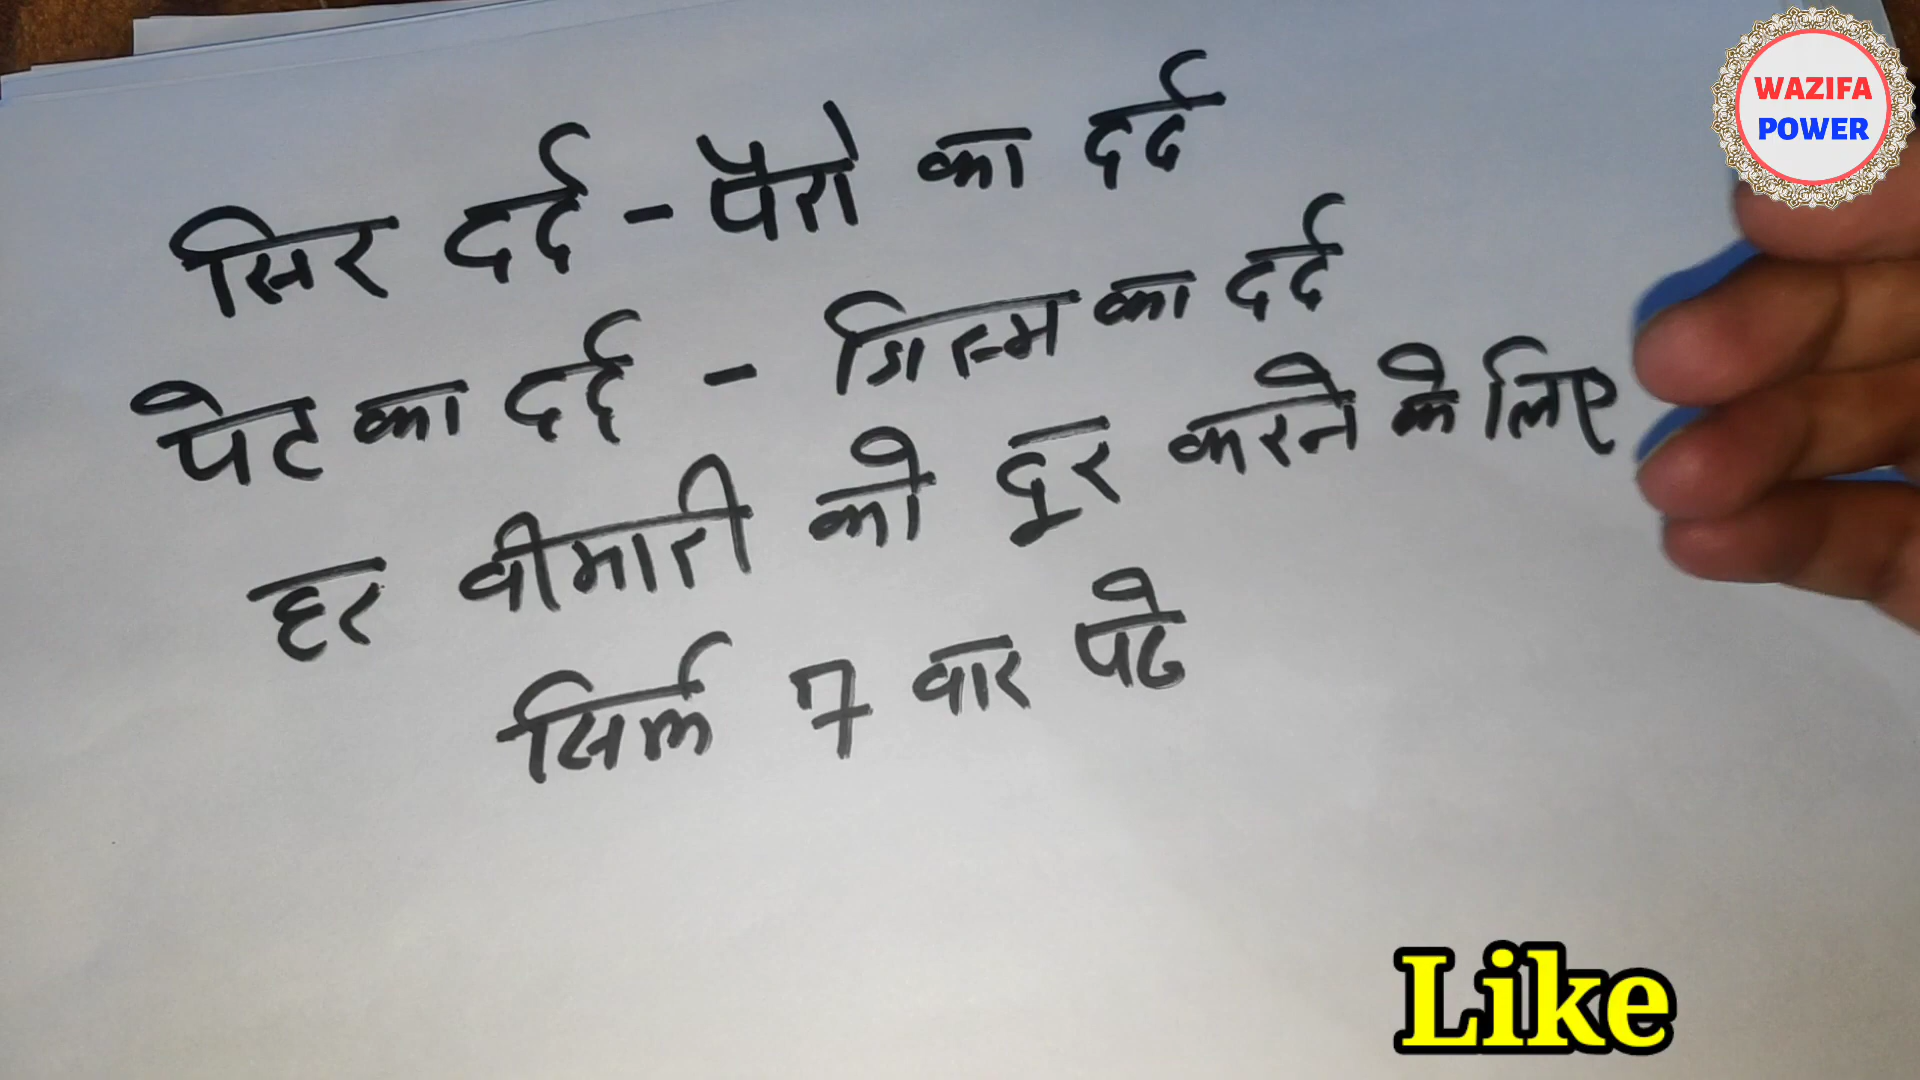 WAZIFA
POWER
सिर दर्द - पैरो का दर्द
पेट का दर्द - जिस्म का दर्द
हर वीमारी को दूर करने के लिए
सिर्फ 7 वार पढे
Like